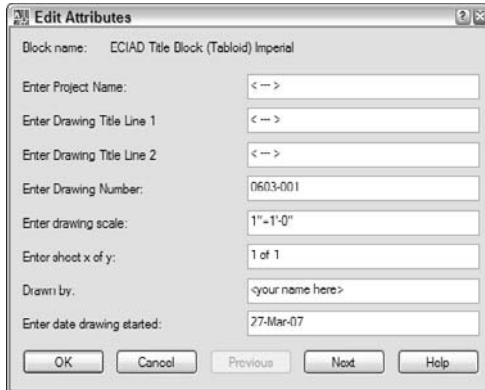 Edit Attributes
Block name: ECIAD Title Block (Tabloid) Imperial
Enter Project Name: < --- >
Enter Drawing Title Line 1 < --- >
Enter Drawing Title Line 2 < --- >
Enter Drawing Number: 0603-001
Enter drawing scale: 1"=1'-0"
Enter sheet x of y: 1 of 1
Drawn by: <your name here>
Enter date drawing started: 27-Mar-07
OK Cancel Previous Next Help